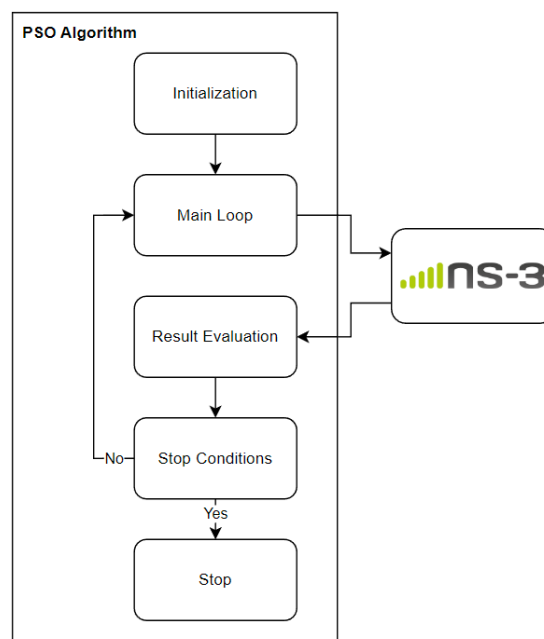 PSO Algorithm
Initialization
Main Loop
ns-3
Result Evaluation
Stop Conditions
No
Yes
Stop